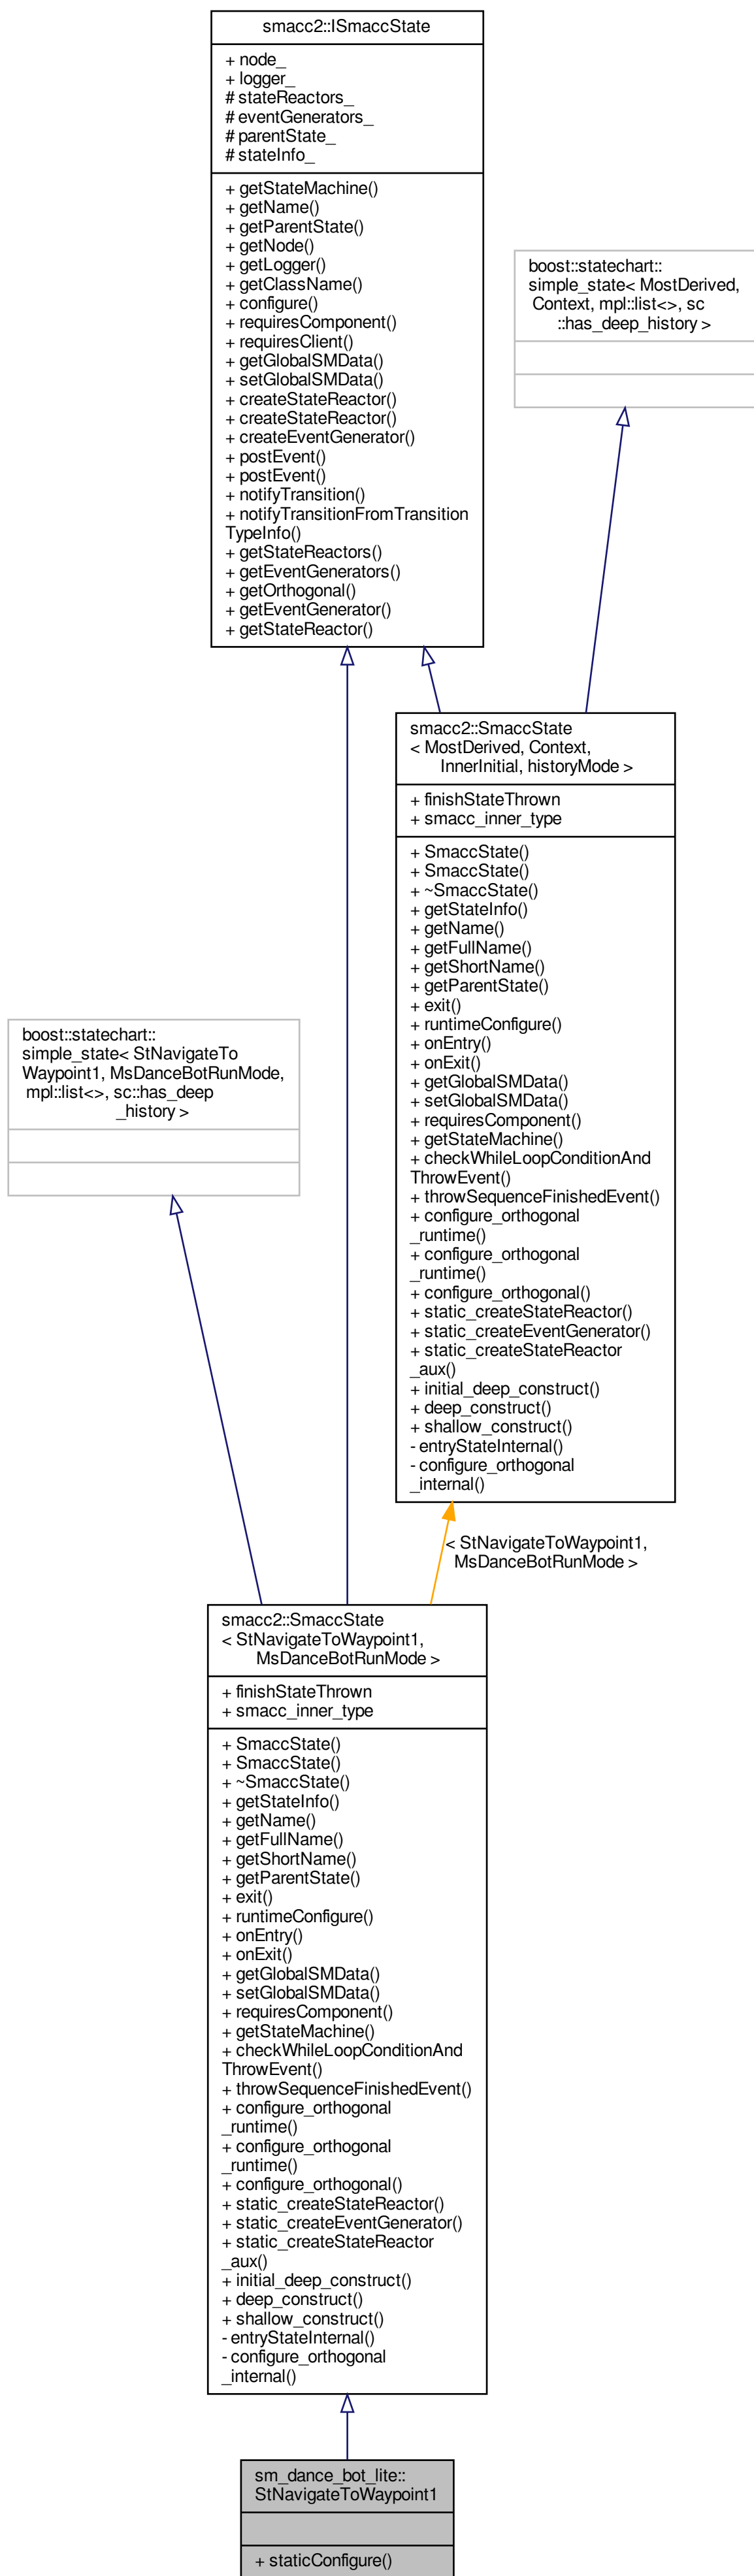 smacc2::ISmaccState
+ node_
+ logger_
# stateReactors_
# eventGenerators_
# parentState_
# stateInfo_
+ getStateMachine()
+ getName()
+ getParentState()
+ getNode()
+ getLogger()
+ getClassName()
+ configure()
+ requiresComponent()
+ requiresClient()
+ getGlobalSMData()
+ setGlobalSMData()
+ createStateReactor()
+ createStateReactor()
+ createEventGenerator()
+ postEvent()
+ postEvent()
+ notifyTransition()
+ notifyTransitionFromTransition
TypeInfo()
+ getStateReactors()
+ getEventGenerators()
+ getOrthogonal()
+ getEventGenerator()
+ getStateReactor()
boost::statechart::
simple_state< MostDerived,
Context, mpl::list<>, sc
::has_deep_history >
smacc2::SmaccState
< MostDerived, Context,
InnerInitial, historyMode >
+ finishStateThrown
+ smacc_inner_type
+ SmaccState()
+ SmaccState()
+ ~SmaccState()
+ getStateInfo()
+ getName()
+ getFullName()
+ getShortName()
+ getParentState()
+ exit()
+ runtimeConfigure()
+ onEntry()
+ onExit()
+ getGlobalSMData()
+ setGlobalSMData()
+ requiresComponent()
+ getStateMachine()
+ checkWhileLoopConditionAnd
ThrowEvent()
+ throwSequenceFinishedEvent()
+ configure_orthogonal
_runtime()
+ configure_orthogonal
_runtime()
+ configure_orthogonal()
+ static_createStateReactor()
+ static_createEventGenerator()
+ static_createStateReactor
_aux()
+ initial_deep_construct()
+ deep_construct()
+ shallow_construct()
- entryStateInternal()
- configure_orthogonal
_internal()
boost::statechart::
simple_state< StNavigateTo
Waypoint1, MsDanceBotRunMode,
mpl::list<>, sc::has_deep
_history >
< StNavigateToWaypoint1,
MsDanceBotRunMode >
smacc2::SmaccState
< StNavigateToWaypoint1,
MsDanceBotRunMode >
+ finishStateThrown
+ smacc_inner_type
+ SmaccState()
+ SmaccState()
+ ~SmaccState()
+ getStateInfo()
+ getName()
+ getFullName()
+ getShortName()
+ getParentState()
+ exit()
+ runtimeConfigure()
+ onEntry()
+ onExit()
+ getGlobalSMData()
+ setGlobalSMData()
+ requiresComponent()
+ getStateMachine()
+ checkWhileLoopConditionAnd
ThrowEvent()
+ throwSequenceFinishedEvent()
+ configure_orthogonal
_runtime()
+ configure_orthogonal
_runtime()
+ configure_orthogonal()
+ static_createStateReactor()
+ static_createEventGenerator()
+ static_createStateReactor
_aux()
+ initial_deep_construct()
+ deep_construct()
+ shallow_construct()
- entryStateInternal()
- configure_orthogonal
_internal()
sm_dance_bot_lite::
StNavigateToWaypoint1
+ staticConfigure()